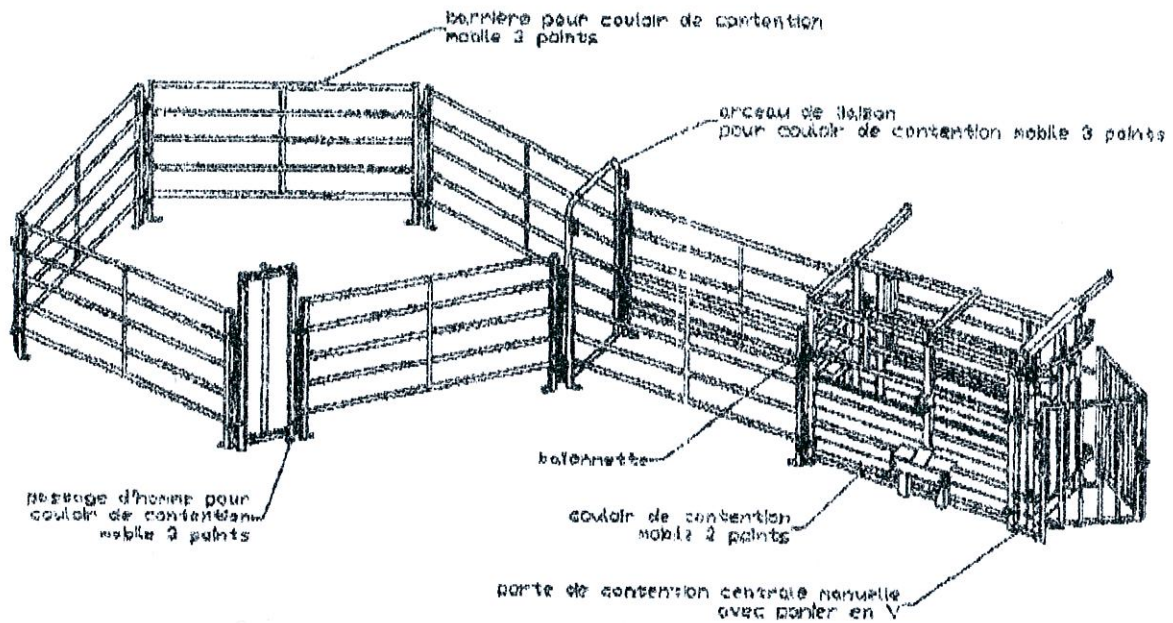 barrière pour couloir de contention
mobile 3 points
arceau de liaison
pour couloir de contention mobile 3 points
baïonnette
passage d'homme pour
couloir de contention
mobile 3 points
couloir de contention
mobile 3 points
porte de contention centrale manuelle
avec panier en V